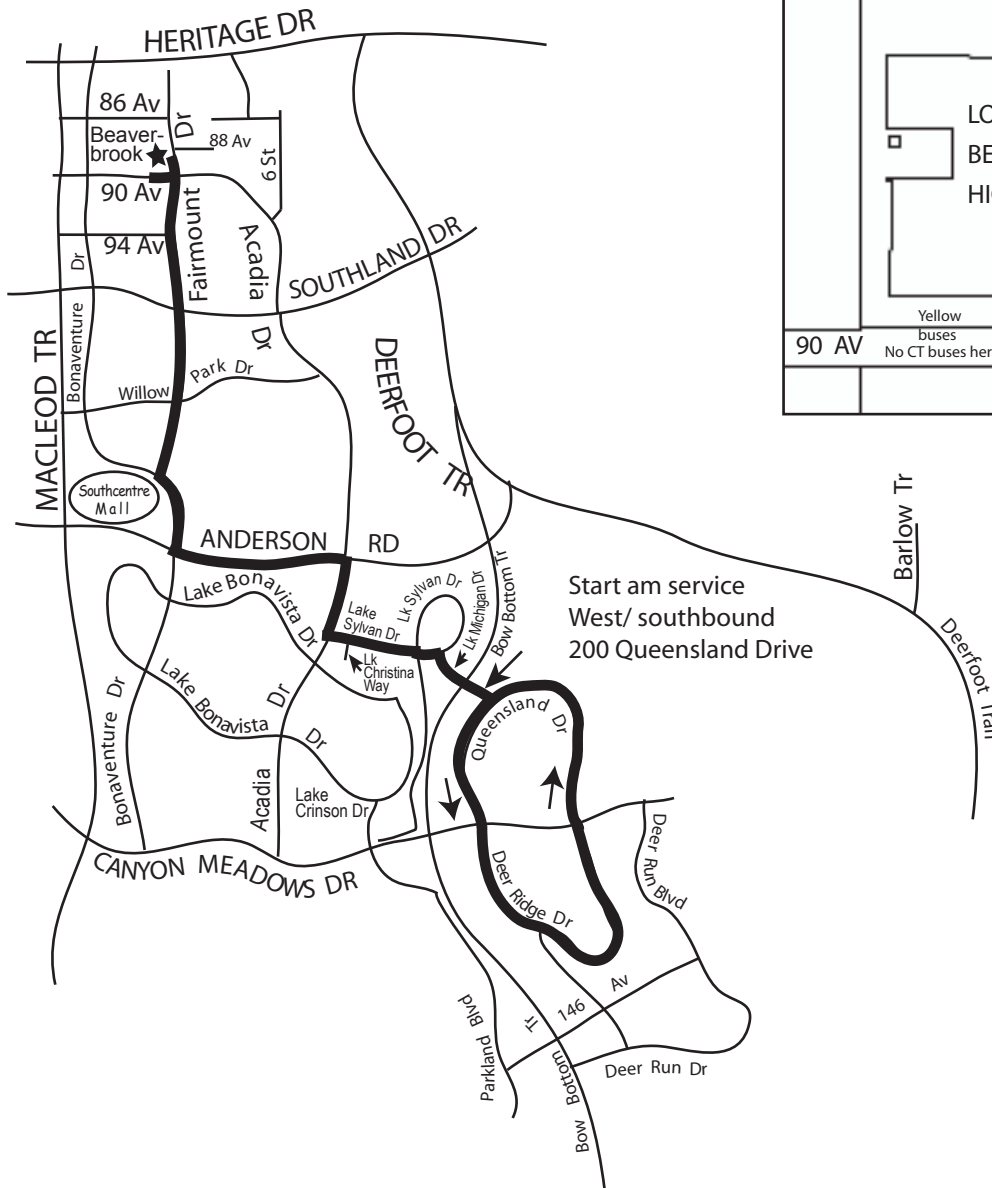 HERITAGE DR
86 Av
Dr
Beaver-
brook
88 Av
6 St
90 Av
Fairmount
94 Av
Acadia
Dr
SOUTHLAND DR
Dr
Bonaventure
MACLEOD TR
Willow Park Dr
DEERFOOT TR
Southcentre
Mall
ANDERSON RD
Lake Bonavista Dr
Lake
Sylvan Dr
Lk Sylvan Dr
Lk Michigan Dr
Bow Bottom Tr
Lk
Christina
Way
Start am service
West/ southbound
200 Queensland Drive
Barlow Tr
Deerfoot Trail
Lake Bonavista Dr
Dr
Queensland Dr
Bonaventure Dr
Acadia
Lake
Crinson Dr
CANYON MEADOWS DR
Deer Ridge Dr
Deer Run Blvd
146 Av
Parkland Blvd
Tr
Bow Bottom
Deer Run Dr
LO
BE
HI
Yellow
buses
90 AV
No CT buses her